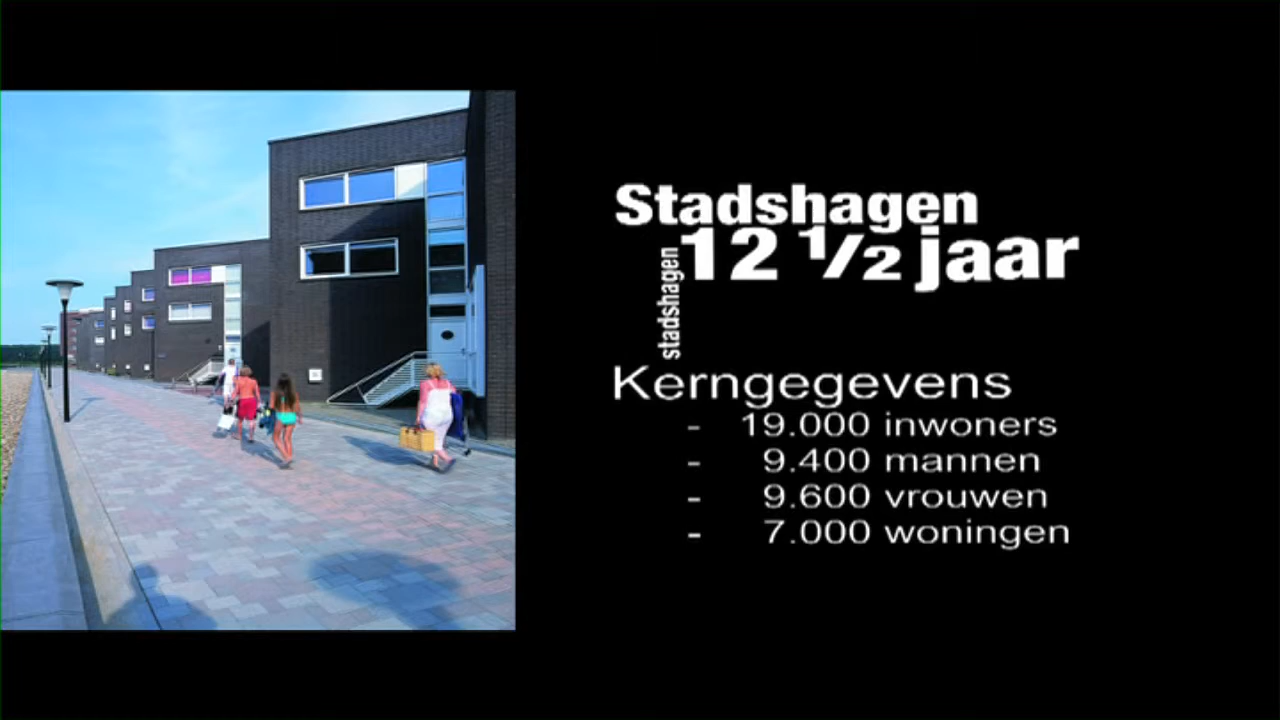 Stadshagen
12 ½ jaar
stadshagen
Kerngegevens
- 19.000 inwoners
- 9.400 mannen
- 9.600 vrouwen
- 7.000 woningen